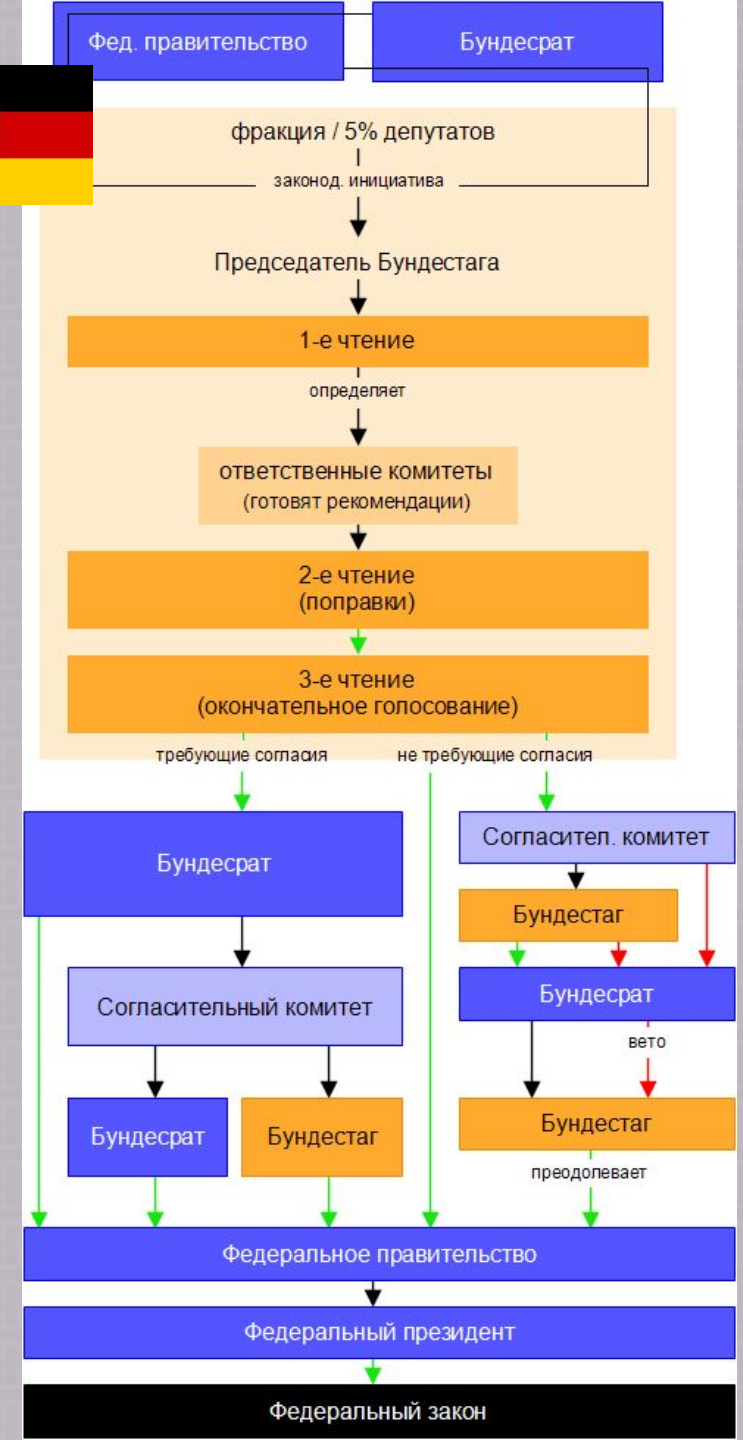 Фед. правительство
Бундесрат
фракция / 5% депутатов
законод. инициатива
Председатель Бундестага
1-е чтение
определяет
ответственные комитеты
(готовят рекомендации)
2-е чтение
(поправки)
3-е чтение
(окончательное голосование)
требующие согласия
не требующие согласия
Бундесрат
Согласител. комитет
Бундестаг
Согласительный комитет
Бундесрат
вето
Бундесрат
Бундестаг
Бундестаг
преодолевает
Федеральное правительство
Федеральный президент
Федеральный закон